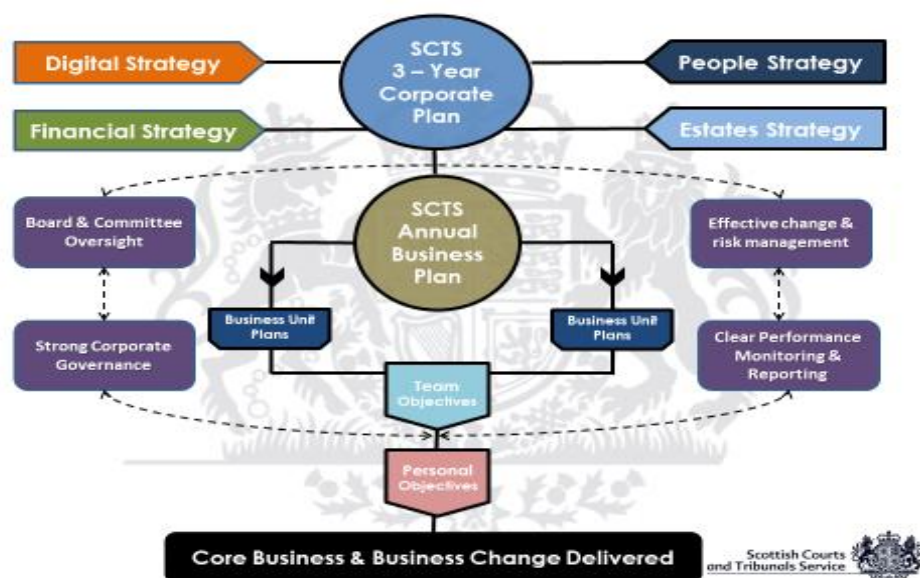 SCTS
3 – Year
Corporate
Plan
Digital Strategy
People Strategy
Financial Strategy
Estates Strategy
SCTS
Annual
Business
Plan
Board & Committee
Oversight
Effective change &
risk management
Business Unit
Plans
Business Unit
Plans
Strong Corporate
Governance
Clear Performance
Monitoring &
Reporting
Team
Objectives
Personal
Objectives
Core Business & Business Change Delivered
Scottish Courts
and Tribunals Service